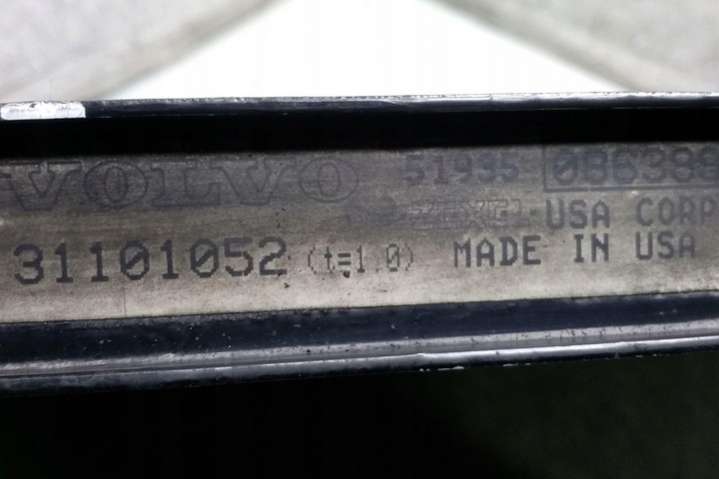 VOLVO 51935 0B6388
USA CORP
31101052 (t=1.0) MADE IN USA